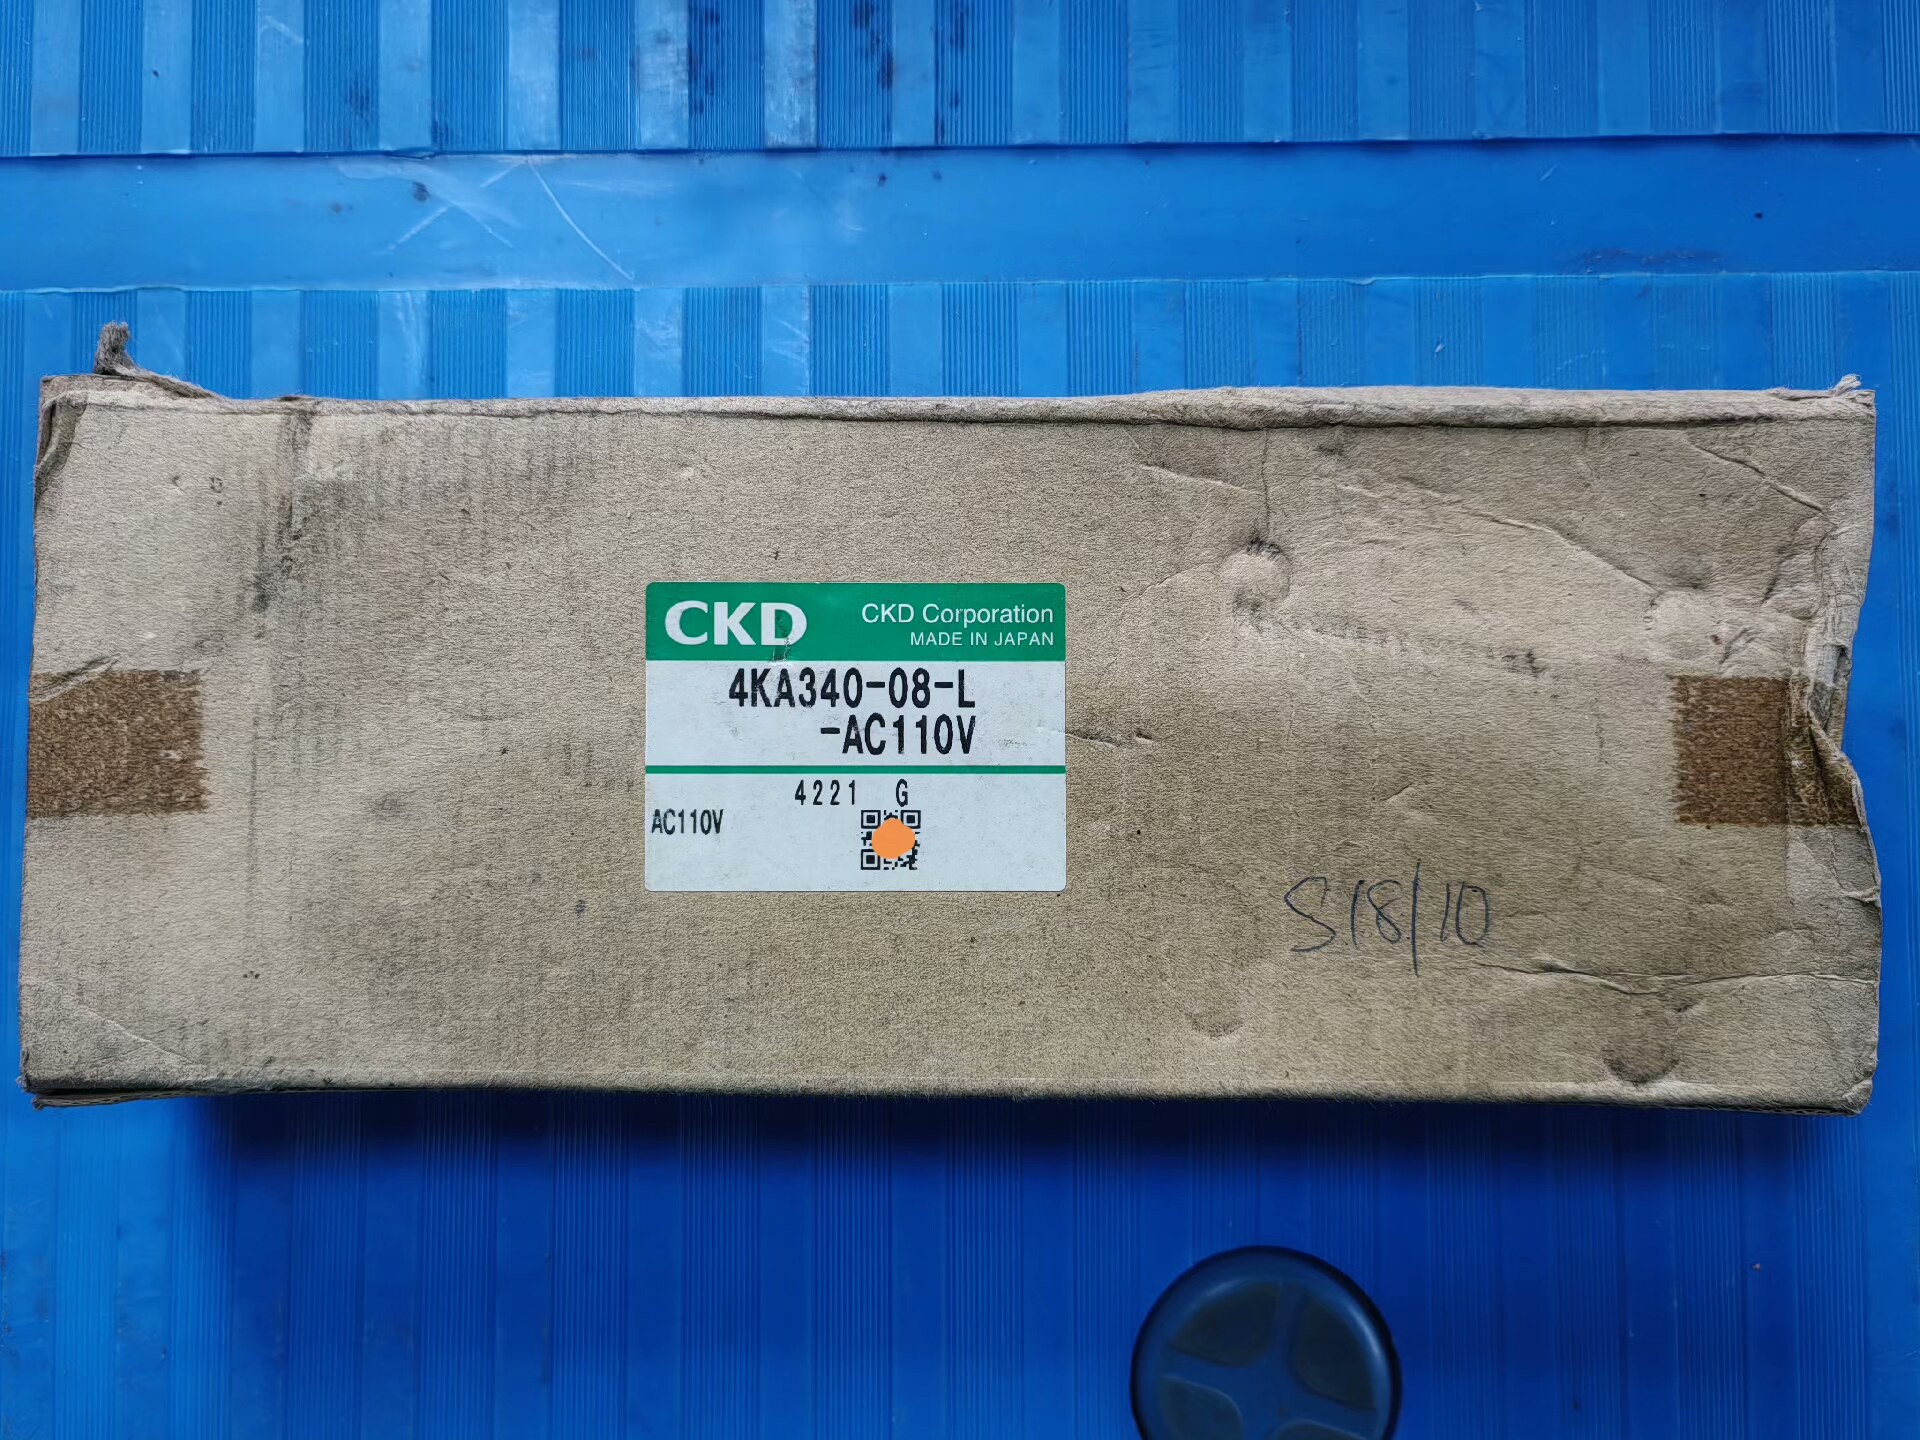 CKD
CKD Corporation
MADE IN JAPAN
4KA340-08-L
-AC110V
4221 G
AC110V
S18/10